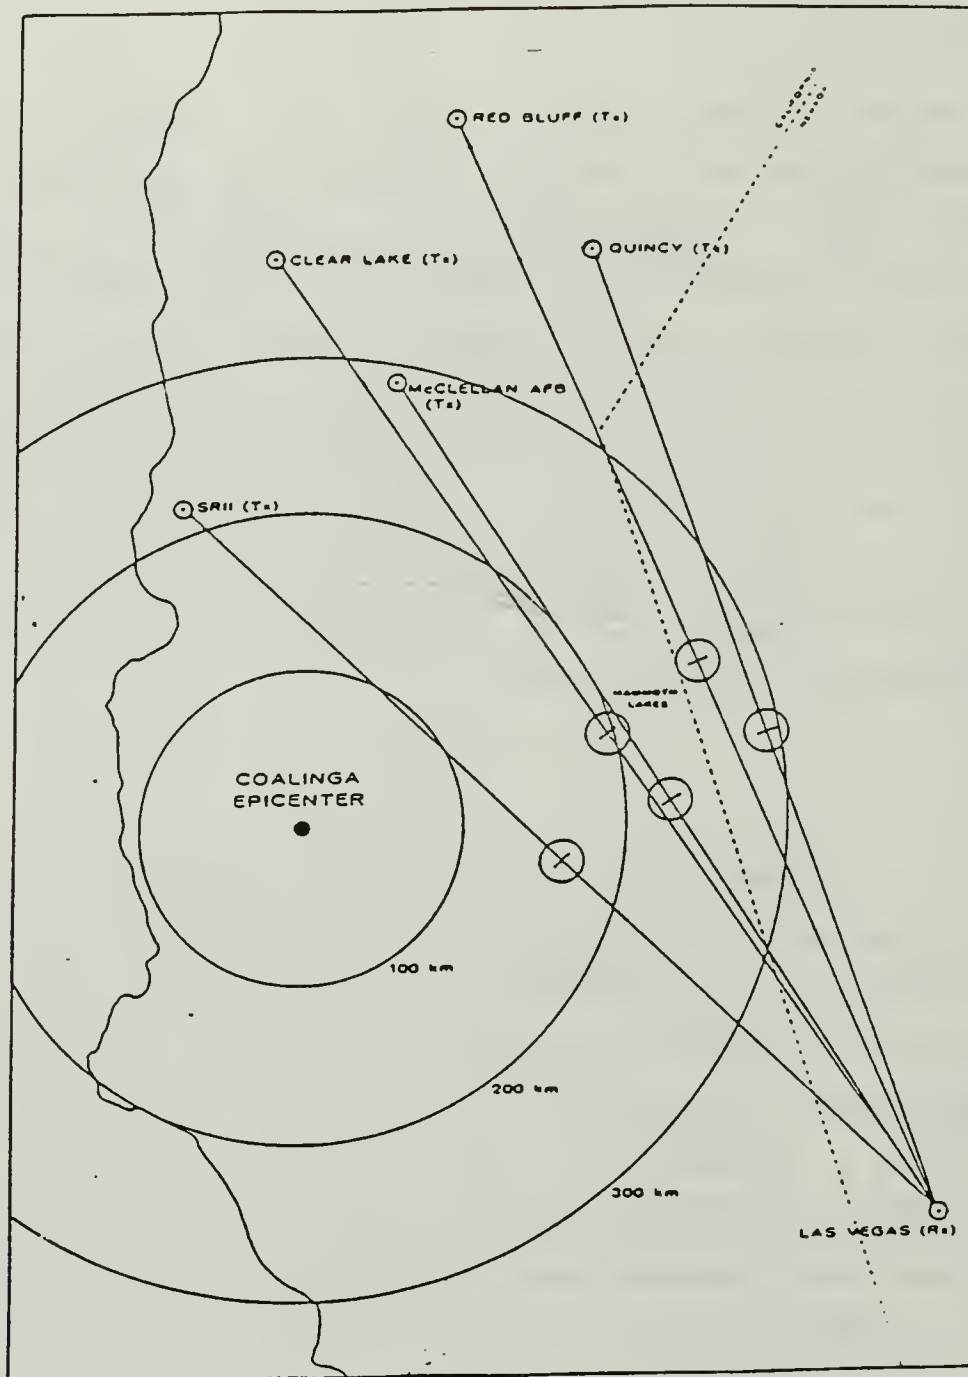 RED BLUFF (Tx)
QUINCY (Tx)
CLEAR LAKE (Tx)
McCLELLAN AFB
(Tx)
SRII (Tx)
MAMMOTH
LAKES
COALINGA
EPICENTER
100 km
200 km
300 km
LAS VEGAS (Rx)